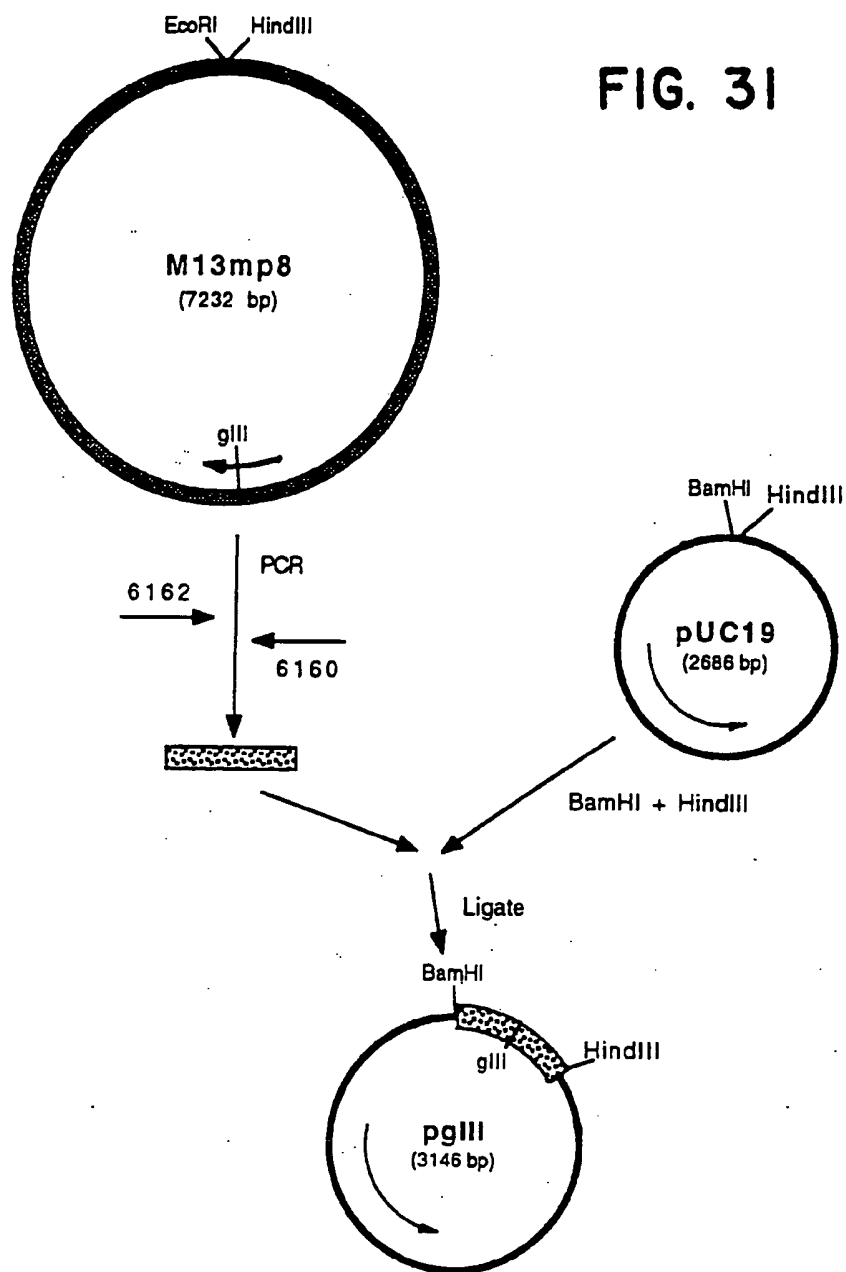 EcoRI HindIII
FIG. 31
M13mp8
(7232 bp)
gIII
PCR
6162
6160
BamHI HindIII
pUC19
(2686 bp)
BamHI + HindIII
Ligate
BamHI
gIII
HindIII
pgIII
(3146 bp)